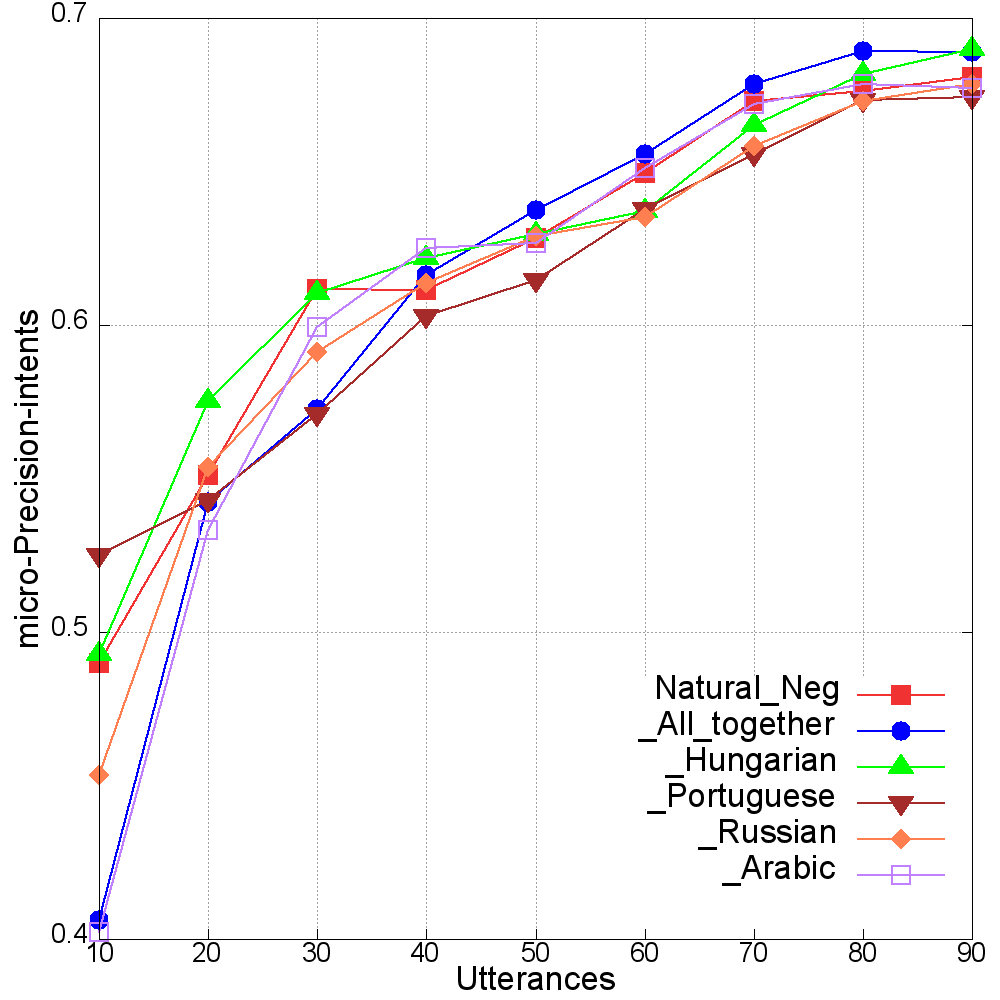 0.7
0.6
0.5
0.4
micro-Precision-intents
10 20 30 40 50 60 70 80 90
Utterances
Natural_Neg
_All_together
_Hungarian
_Portuguese
_Russian
_Arabic